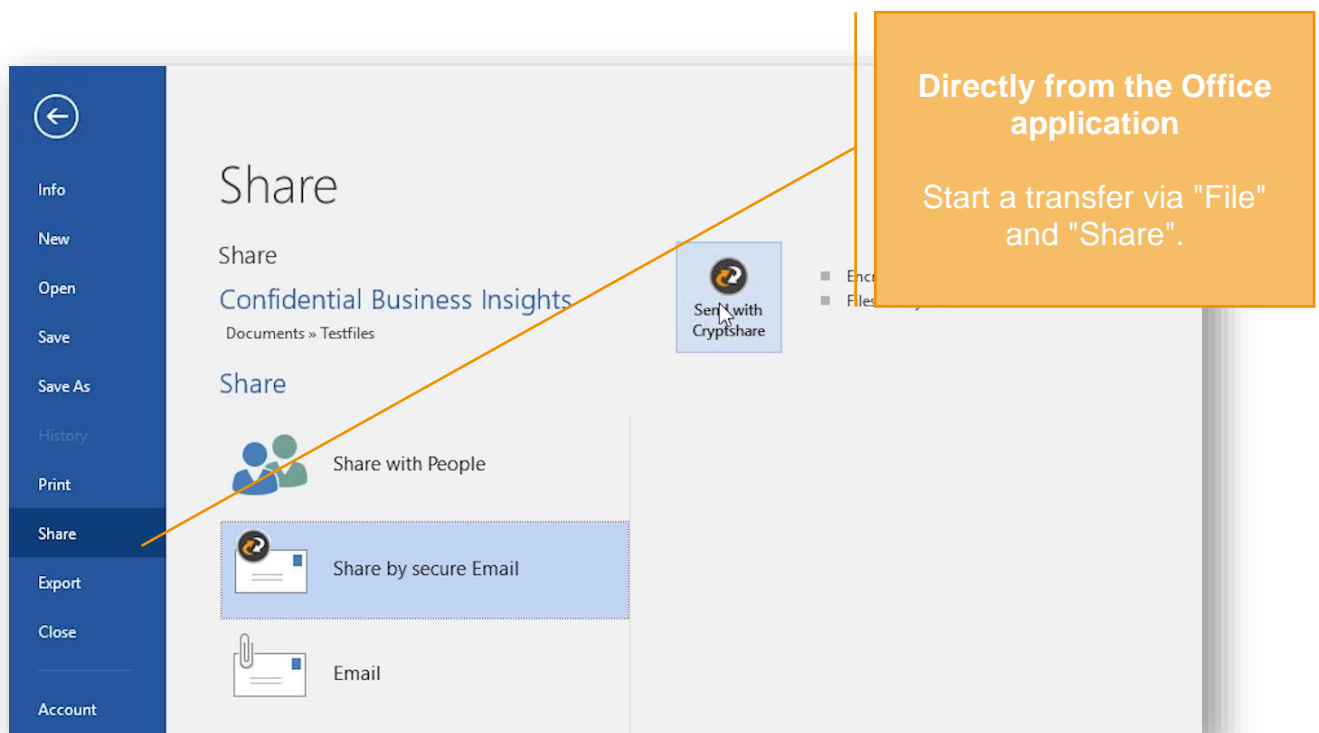 Directly from the Office
application
Start a transfer via "File"
and "Share".
Info
New
Open
Save
Save As
History
Print
Share
Export
Close
Account
Share
Share
Confidential Business Insights
Documents » Testfiles
Share
Share with People
Share by secure Email
Email
Send with
Cryptshare